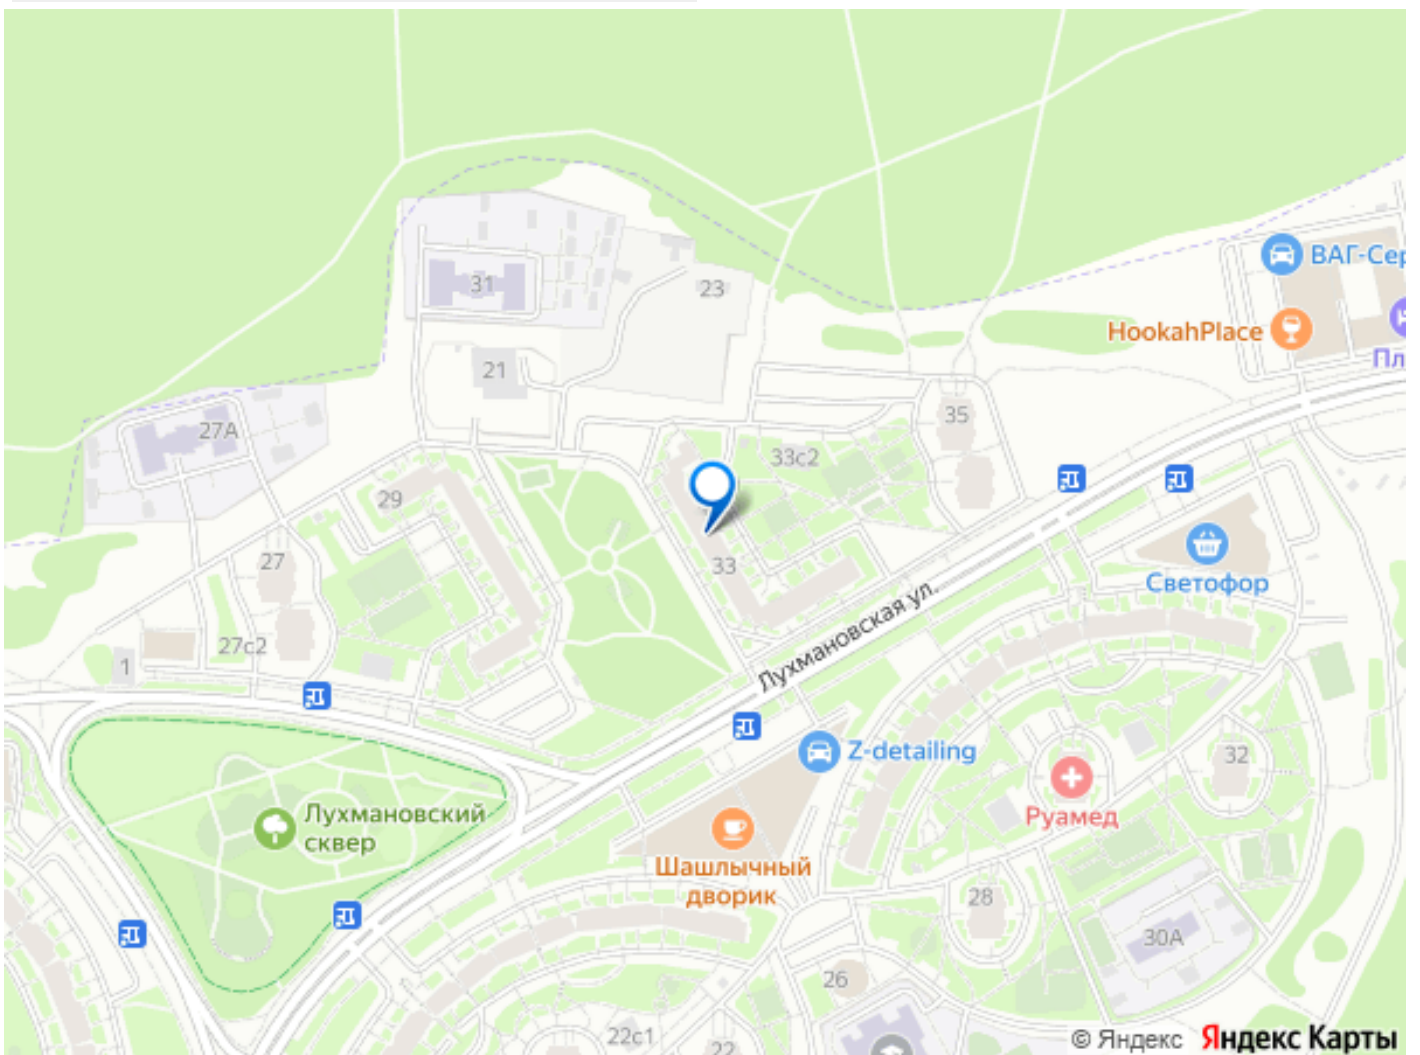 31
23
ВАГ-Сер
HookahPlace
Пл
21
27А
35
33с2
29
27
33
Светофор
Лухмановская ул.
27с2
1
Z-detailing
32
Руамед
Лухмановский
сквер
Шашлычный
дворик
28
30А
26
22с1
22
© Яндекс Яндекс Карты